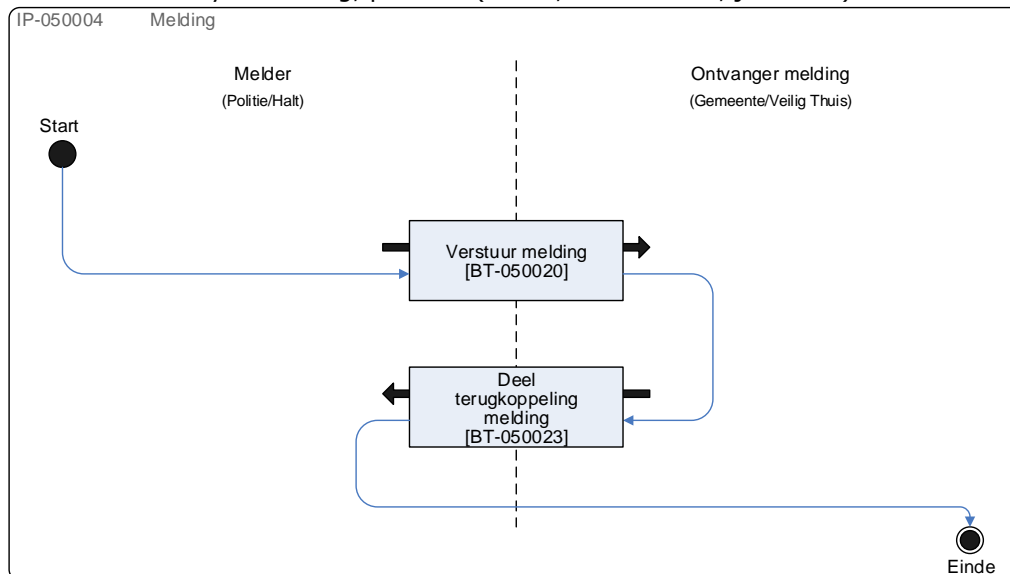 IP-050004 Melding
Melder
(Politie/Halt)
Ontvanger melding
(Gemeente/Veilig Thuis)
Start
Verstuur melding
[BT-050020]
Deel
terugkoppeling
melding
[BT-050023]
Einde